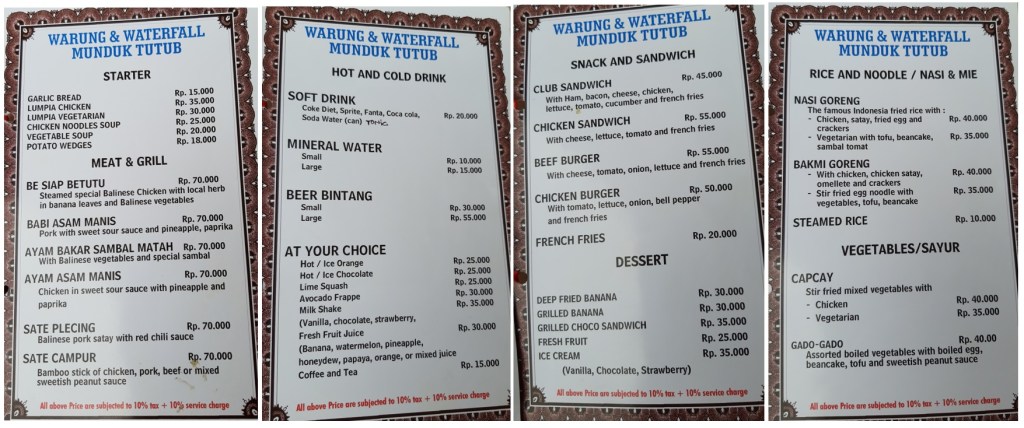 WARUNG & WATERFALL
MUNDUK TUTUB
STARTER
GARLIC BREAD Rp. 15.000
LUMPIA CHICKEN Rp. 35.000
LUMPIA VEGETARIAN Rp. 30.000
CHICKEN NOODLES SOUP Rp. 25.000
VEGETABLE SOUP Rp. 20.000
POTATO WEDGES Rp. 18.000
MEAT & GRILL
BE SIAP BETUTU Rp. 70.000
Steamed special Balinese Chicken with local herb
in banana leaves and Balinese vegetables
BABI ASAM MANIS Rp. 70.000
Pork with sweet sour sauce and pineapple, paprika
AYAM BAKAR SAMBAL MATAH Rp. 70.000
With Balinese vegetables and special sambal
AYAM ASAM MANIS Rp. 70.000
Chicken in sweet sour sauce with pineapple and
paprika
SATE PLECING Rp. 70.000
Balinese pork satay with red chili sauce
SATE CAMPUR Rp. 70.000
Bamboo stick of chicken, pork, beef or mixed
sweetish peanut sauce
All above Price are subjected to 10% tax + 10% service charge
WARUNG & WATERFALL
MUNDUK TUTUB
HOT AND COLD DRINK
SOFT DRINK
Coke Diet, Sprite, Fanta, Coca cola, Rp. 20.000
Soda Water (can) Tonic
MINERAL WATER
Small Rp. 10.000
Large Rp. 15.000
BEER BINTANG
Small Rp. 30.000
Large Rp. 55.000
AT YOUR CHOICE
Hot / Ice Orange Rp. 25.000
Hot / Ice Chocolate Rp. 25.000
Lime Squash Rp. 25.000
Avocado Frappe Rp. 30.000
Milk Shake Rp. 35.000
(Vanilla, chocolate, strawberry,
Fresh Fruit Juice Rp. 30.000
(Banana, watermelon, pineapple,
honeydew, papaya, orange, or mixed juice
Coffee and Tea Rp. 15.000
All above Price are subjected to 10% tax + 10% service charge
WARUNG & WATERFALL
MUNDUK TUTUB
SNACK AND SANDWICH
CLUB SANDWICH Rp. 45.000
With Ham, bacon, cheese, chicken,
lettuce, tomato, cucumber and french fries
CHICKEN SANDWICH Rp. 55.000
With cheese, lettuce, tomato and french fries
BEEF BURGER Rp. 55.000
With cheese, tomato, onion, lettuce and french fries
CHICKEN BURGER Rp. 50.000
With tomato, lettuce, onion, bell pepper
and french fries
FRENCH FRIES Rp. 20.000
DESSERT
DEEP FRIED BANANA Rp. 30.000
GRILLED BANANA Rp. 30.000
GRILLED CHOCO SANDWICH Rp. 35.000
FRESH FRUIT Rp. 25.000
ICE CREAM Rp. 35.000
(Vanilla, Chocolate, Strawberry)
All above Price are subjected to 10% tax + 10% service charge
WARUNG & WATERFALL
MUNDUK TUTUB
RICE AND NOODLE / NASI & MIE
NASI GORENG
The famous Indonesia fried rice with :
- Chicken, satay, fried egg and Rp. 40.000
crackers
- Vegetarian with tofu, beancake, Rp. 35.000
sambal tomat
BAKMI GORENG
- With chicken, chicken satay, Rp. 40.000
omellete and crackers
- Stir fried egg noodle with Rp. 35.000
vegetables, tofu, beancake
STEAMED RICE Rp. 10.000
VEGETABLES/SAYUR
CAPCAY
Stir fried mixed vegetables with
- Chicken Rp. 40.000
- Vegetarian Rp. 35.000
GADO-GADO Rp. 40.00
Assorted boiled vegetables with boiled egg,
beancake, tofu and sweetish peanut sauce
All above Price are subjected to 10% tax + 10% service charge